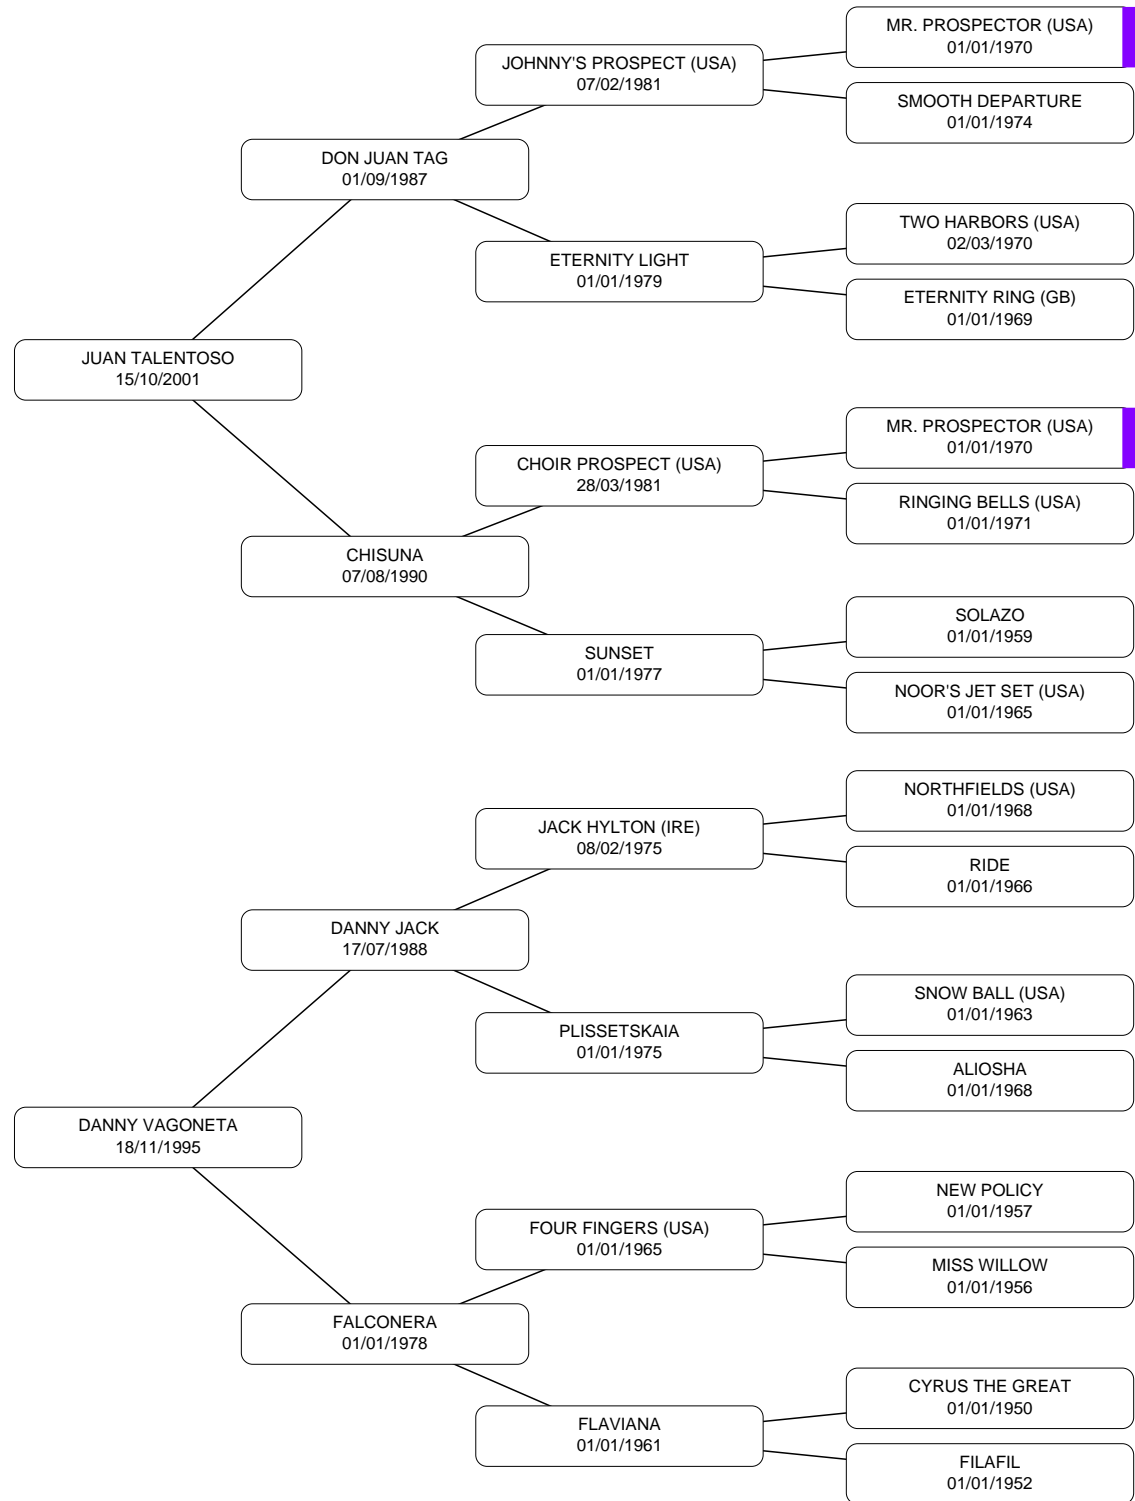 MR. PROSPECTOR (USA)
01/01/1970
JOHNNY'S PROSPECT (USA)
07/02/1981
SMOOTH DEPARTURE
01/01/1974
DON JUAN TAG
01/09/1987
TWO HARBORS (USA)
02/03/1970
ETERNITY LIGHT
01/01/1979
ETERNITY RING (GB)
01/01/1969
JUAN TALENTOSO
15/10/2001
MR. PROSPECTOR (USA)
01/01/1970
CHOIR PROSPECT (USA)
28/03/1981
RINGING BELLS (USA)
01/01/1971
CHISUNA
07/08/1990
SOLAZO
01/01/1959
SUNSET
01/01/1977
NOOR'S JET SET (USA)
01/01/1965
NORTHFIELDS (USA)
01/01/1968
JACK HYLTON (IRE)
08/02/1975
RIDE
01/01/1966
DANNY JACK
17/07/1988
SNOW BALL (USA)
01/01/1963
PLISSETSKAIA
01/01/1975
ALIOSHA
01/01/1968
DANNY VAGONETA
18/11/1995
NEW POLICY
01/01/1957
FOUR FINGERS (USA)
01/01/1965
MISS WILLOW
01/01/1956
FALCONERA
01/01/1978
CYRUS THE GREAT
01/01/1950
FLAVIANA
01/01/1961
FILAFIL
01/01/1952